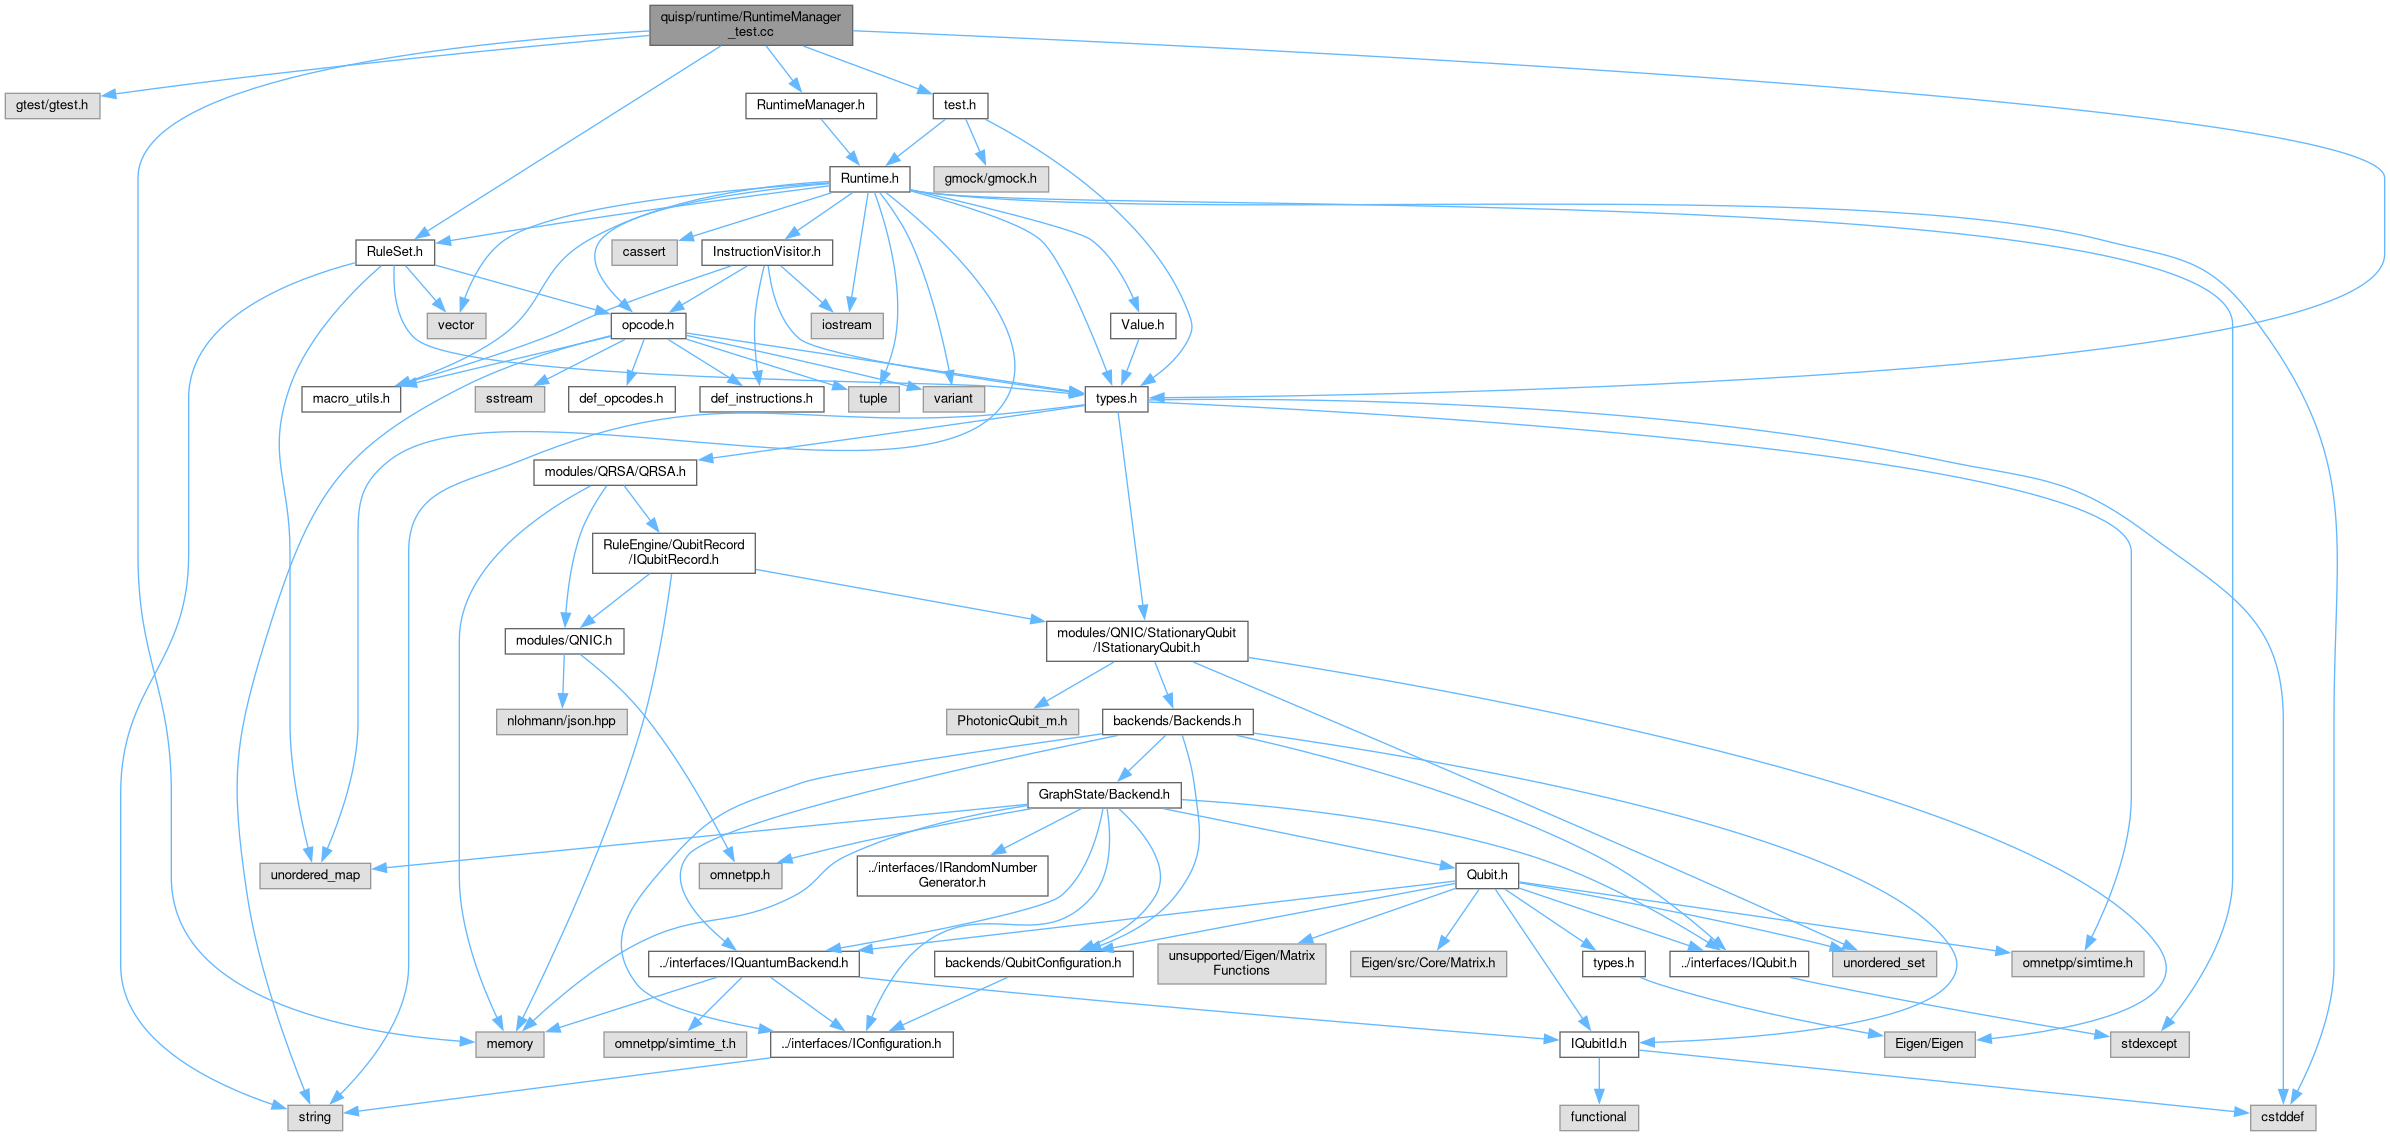 quisp/runtime/RuntimeManager
_test.cc
gtest/gtest.h
RuntimeManager.h
test.h
Runtime.h
gmock/gmock.h
RuleSet.h
cassert
InstructionVisitor.h
vector
opcode.h
iostream
Value.h
macro_utils.h
sstream
def_opcodes.h
def_instructions.h
tuple
variant
types.h
modules/QRSA/QRSA.h
RuleEngine/QubitRecord
/IQubitRecord.h
modules/QNIC.h
modules/QNIC/StationaryQubit
/IStationaryQubit.h
nlohmann/json.hpp
PhotonicQubit_m.h
backends/Backends.h
GraphState/Backend.h
unordered_map
omnetpp.h
../interfaces/IRandomNumber
Generator.h
Qubit.h
../interfaces/IQuantumBackend.h
backends/QubitConfiguration.h
unsupported/Eigen/Matrix
Functions
Eigen/src/Core/Matrix.h
types.h
../interfaces/IQubit.h
unordered_set
omnetpp/simtime.h
memory
omnetpp/simtime_t.h
../interfaces/IConfiguration.h
IQubitId.h
Eigen/Eigen
stdexcept
string
functional
cstddef